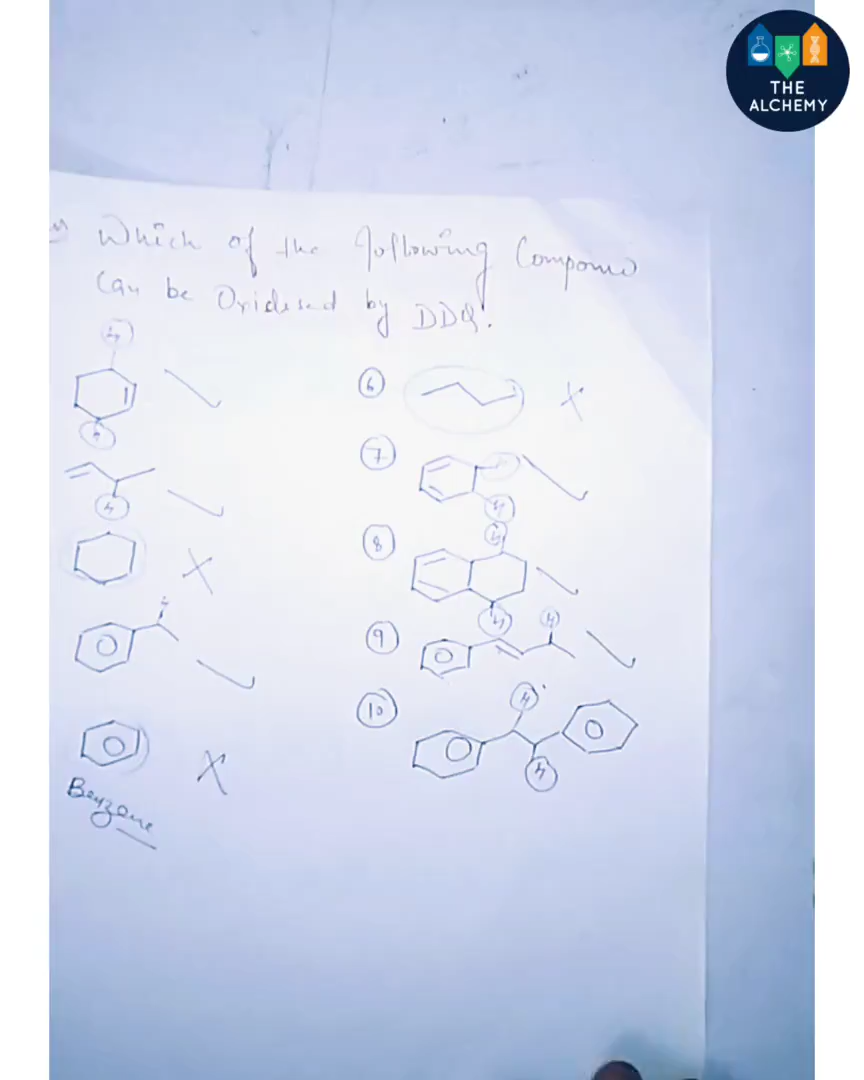 THE
ALCHEMY
Which of the following Compound
Can be Oxidised by DDQ.
H
H
H
H
Benzene
6
7
H
8
H
H
9
H
10
H
H